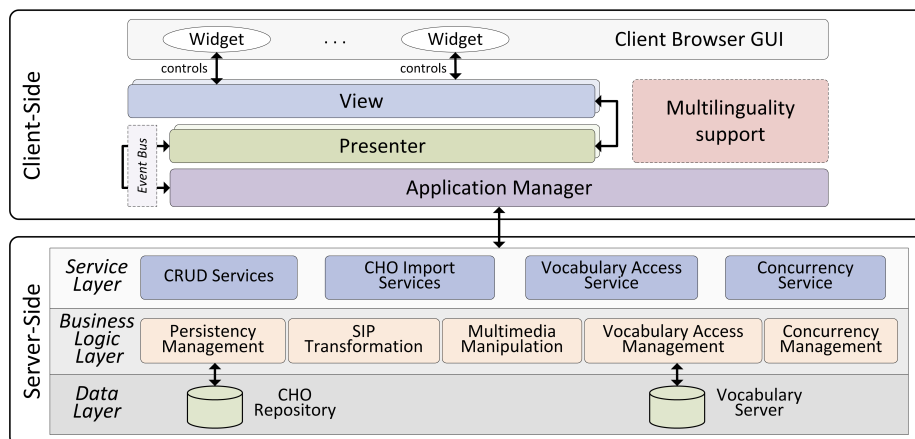 Client-Side
Widget
. . .
Widget
Client Browser GUI
controls
controls
View
Multilinguality
support
Event Bus
Presenter
Application Manager
Server-Side
Service
Layer
CRUD Services
CHO Import
Services
Vocabulary Access
Service
Concurrency
Service
Business
Logic
Layer
Persistency
Management
SIP
Transformation
Multimedia
Manipulation
Vocabulary Access
Management
Concurrency
Management
Data
Layer
CHO
Repository
Vocabulary
Server